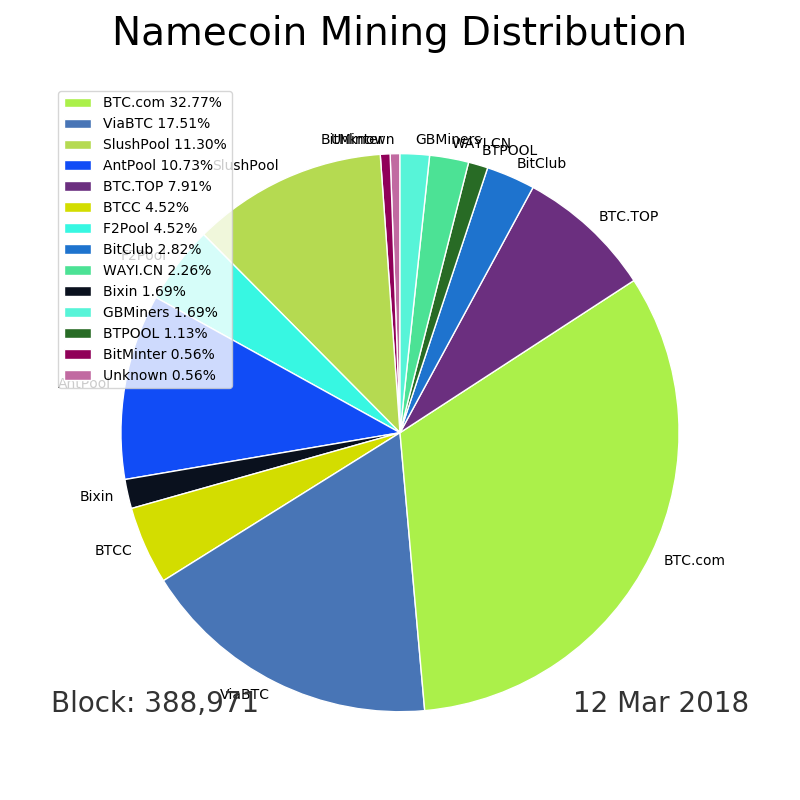 Namecoin Mining Distribution
BTC.com 32.77%
ViaBTC 17.51%
SlushPool 11.30%
AntPool 10.73%
BTC.TOP 7.91%
BTCC 4.52%
F2Pool 4.52%
BitClub 2.82%
WAYI.CN 2.26%
Bixin 1.69%
GBMiners 1.69%
BTPOOL 1.13%
BitMinter 0.56%
Unknown 0.56%
BitMinter
Unknown
GBMiners
WAYI.CN
BTPOOL
BitClub
SlushPool
BTC.TOP
F2Pool
AntPool
Bixin
BTCC
BTC.com
ViaBTC
Block: 388,971
12 Mar 2018